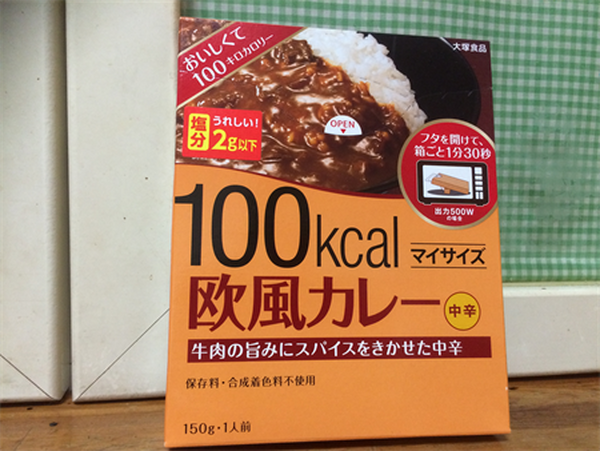 大塚食品
おいしくて
100キロカロリー
OPEN
塩分
うれしい!
2g以下
フタを開けて、
箱ごと1分30秒
出力500W
の場合
100kcal
マイサイズ
欧風カレー
中辛
牛肉の旨みにスパイスをきかせた中辛
保存料・合成着色料不使用
150g・1人前